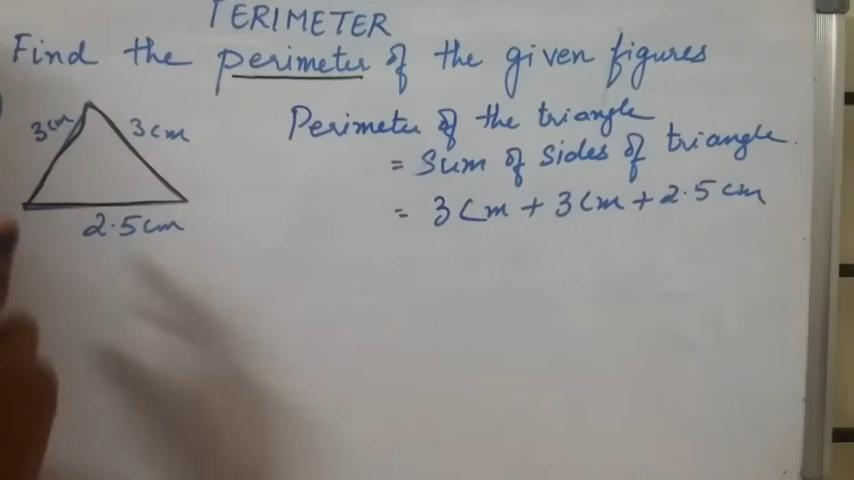 PERIMETER
Find the perimeter of the given figures
3cm
3cm
2.5cm
Perimeter of the triangle
= Sum of sides of triangle.
= 3cm + 3cm + 2.5cm